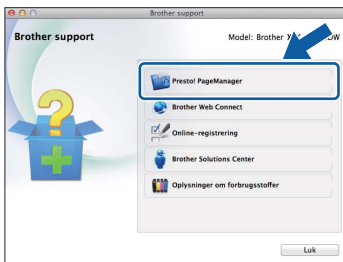 Brother support
Brother support
Model: Brother
Presto! PageManager
Brother Web Connect
Online-registrering
Brother Solutions Center
Oplysninger om forbrugsstoffer
Luk